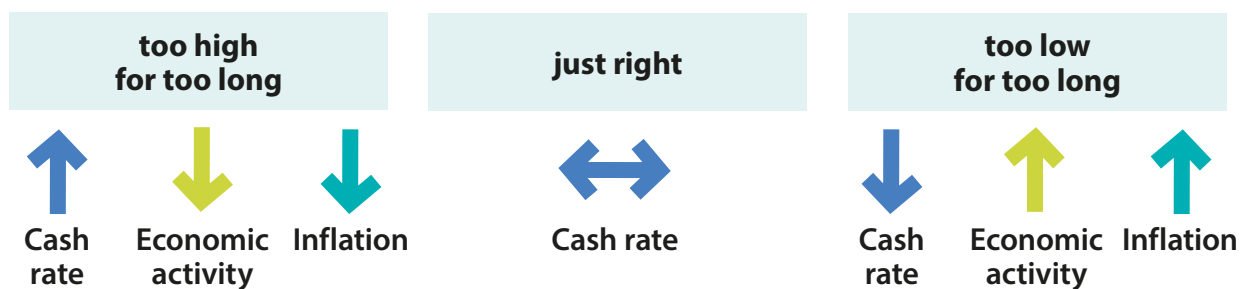 too high
for too long
just right
too low
for too long
Cash
rate
Economic
activity
Inflation
Cash rate
Cash
rate
Economic
activity
Inflation